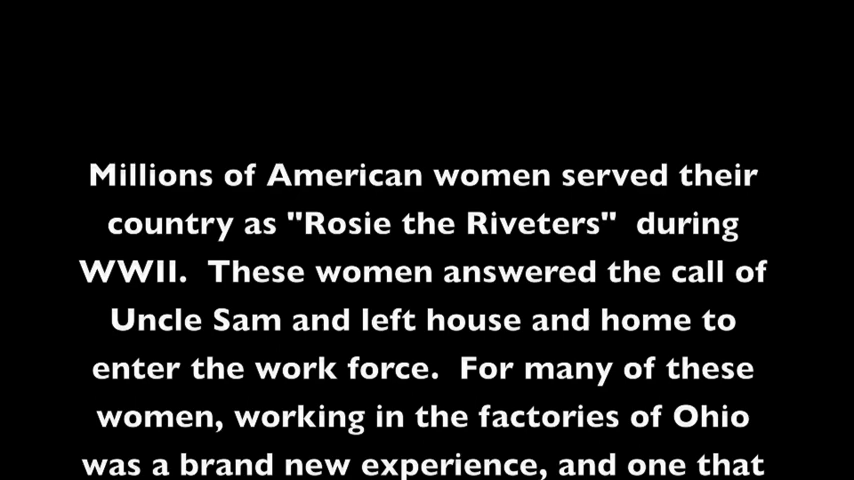 Millions of American women served their
country as "Rosie the Riveters"  during
WWII.  These women answered the call of
Uncle Sam and left house and home to
enter the work force.  For many of these
women, working in the factories of Ohio
was a brand new experience, and one that